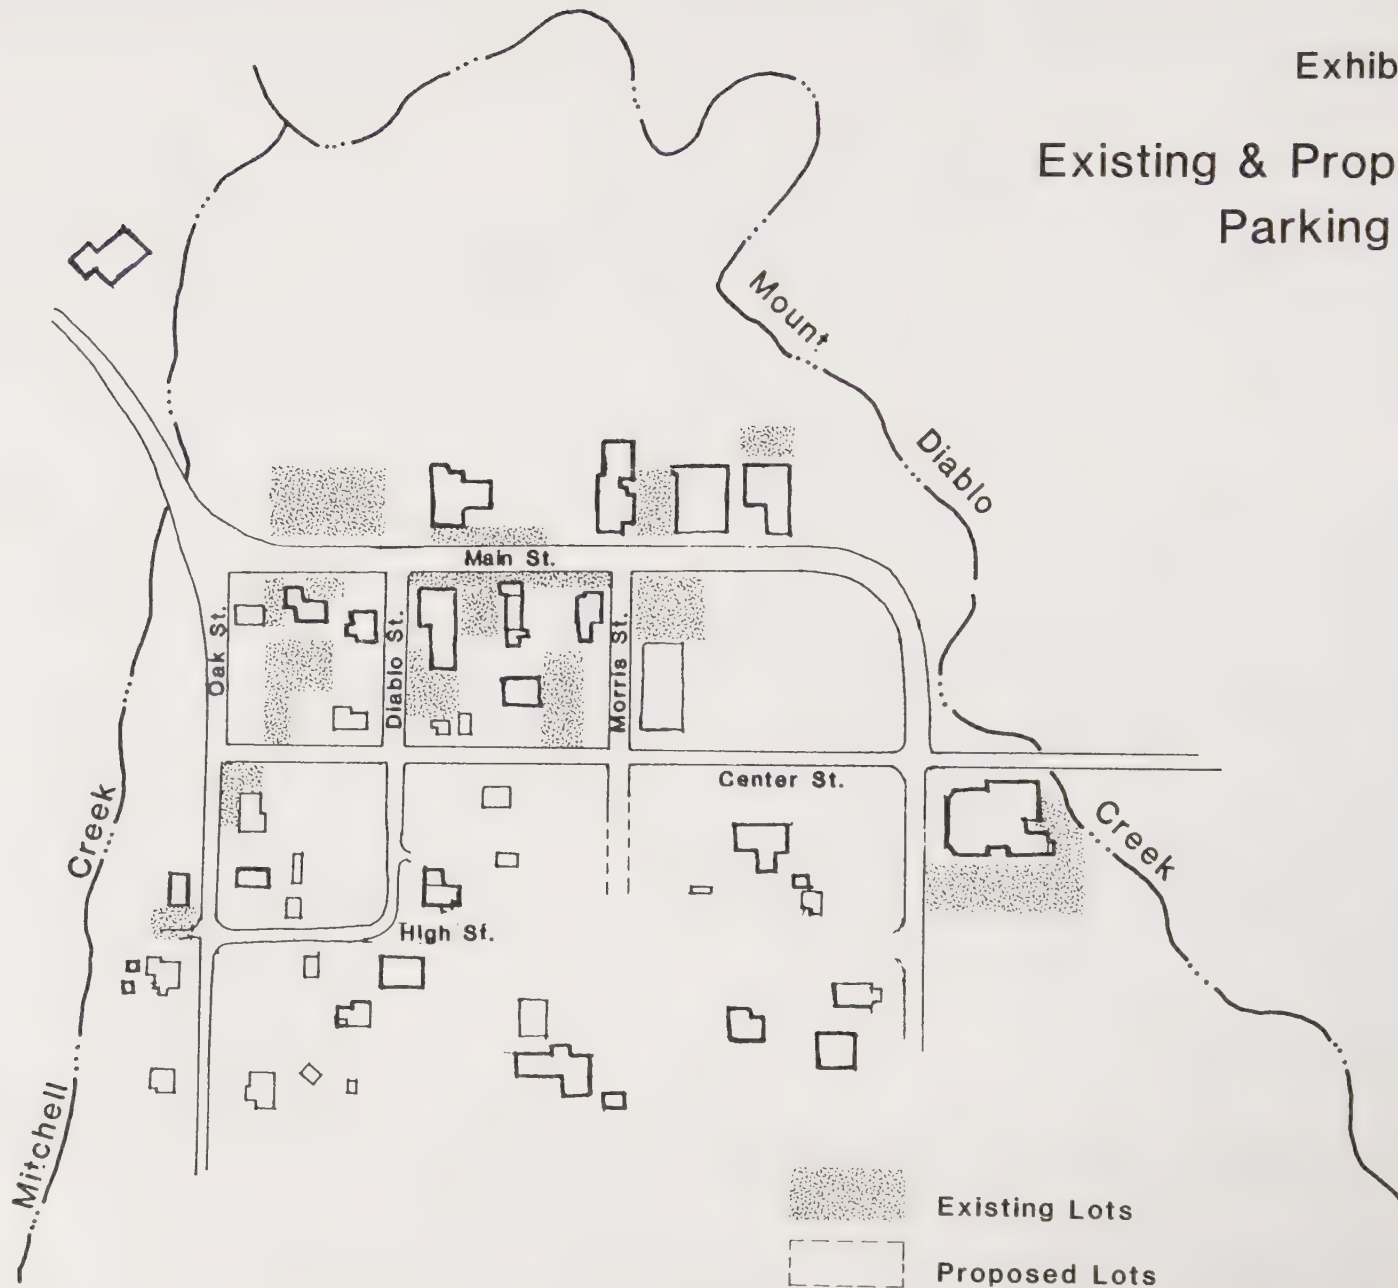 Exhib
Existing & Prop
Parking
Mount
Diablo
Creek
Main St.
Oak St.
Diablo St.
Morris St.
Center St.
High St.
Mitchell
Creek
Existing Lots
Proposed Lots